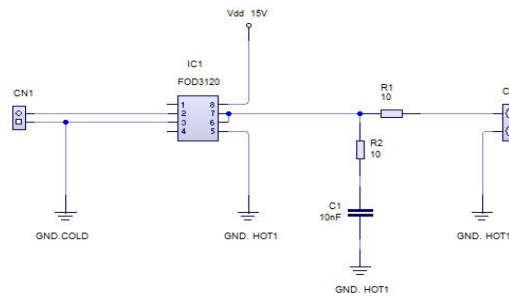 Vdd 15V
IC1
FOD3120
CN1
1
2
3
4
8
7
6
5
R1
10
R2
10
C1
10nF
GND.COLD
GND. HOT1
GND. HOT1
GND. HOT1